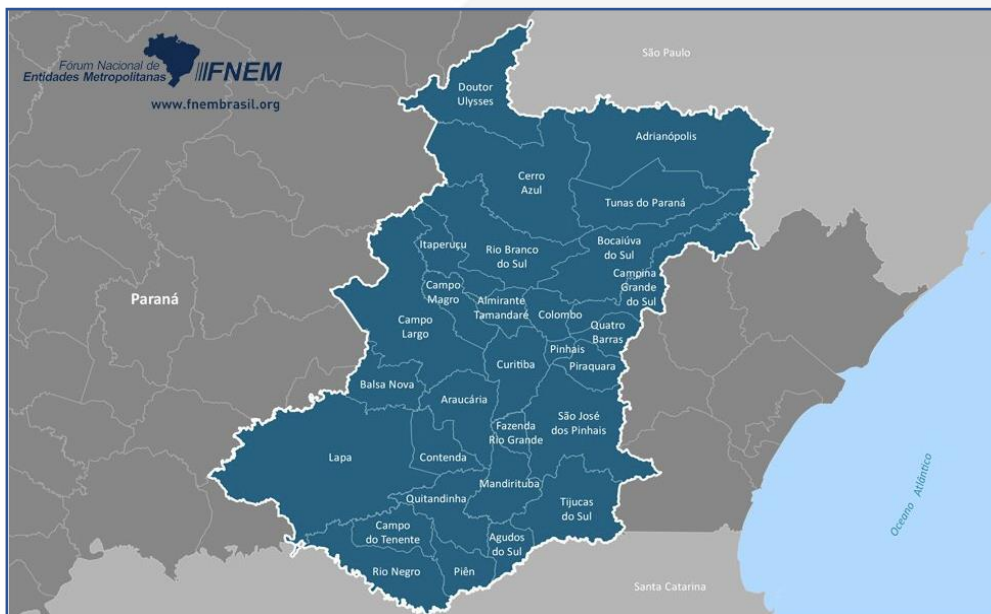 Fórum Nacional de
Entidades Metropolitanas
FNEM
www.fnembrasil.org
São Paulo
Doutor
Ulysses
Adrianópolis
Cerro
Azul
Tunas do Paraná
Itaperuçu
Rio Branco
do Sul
Bocaiúva
do Sul
Campina
Grande
do Sul
Paraná
Campo
Magro
Almirante
Tamandaré
Colombo
Campo
Largo
Quatro
Barras
Pinhais
Curitiba
Piraquara
Balsa Nova
Araucária
São José
dos Pinhais
Fazenda
Rio Grande
Lapa
Contenda
Mandirituba
Quitandinha
Tijucas
do Sul
Campo
do Tenente
Agudos
do Sul
Rio Negro
Piên
Oceano Atlântico
Santa Catarina